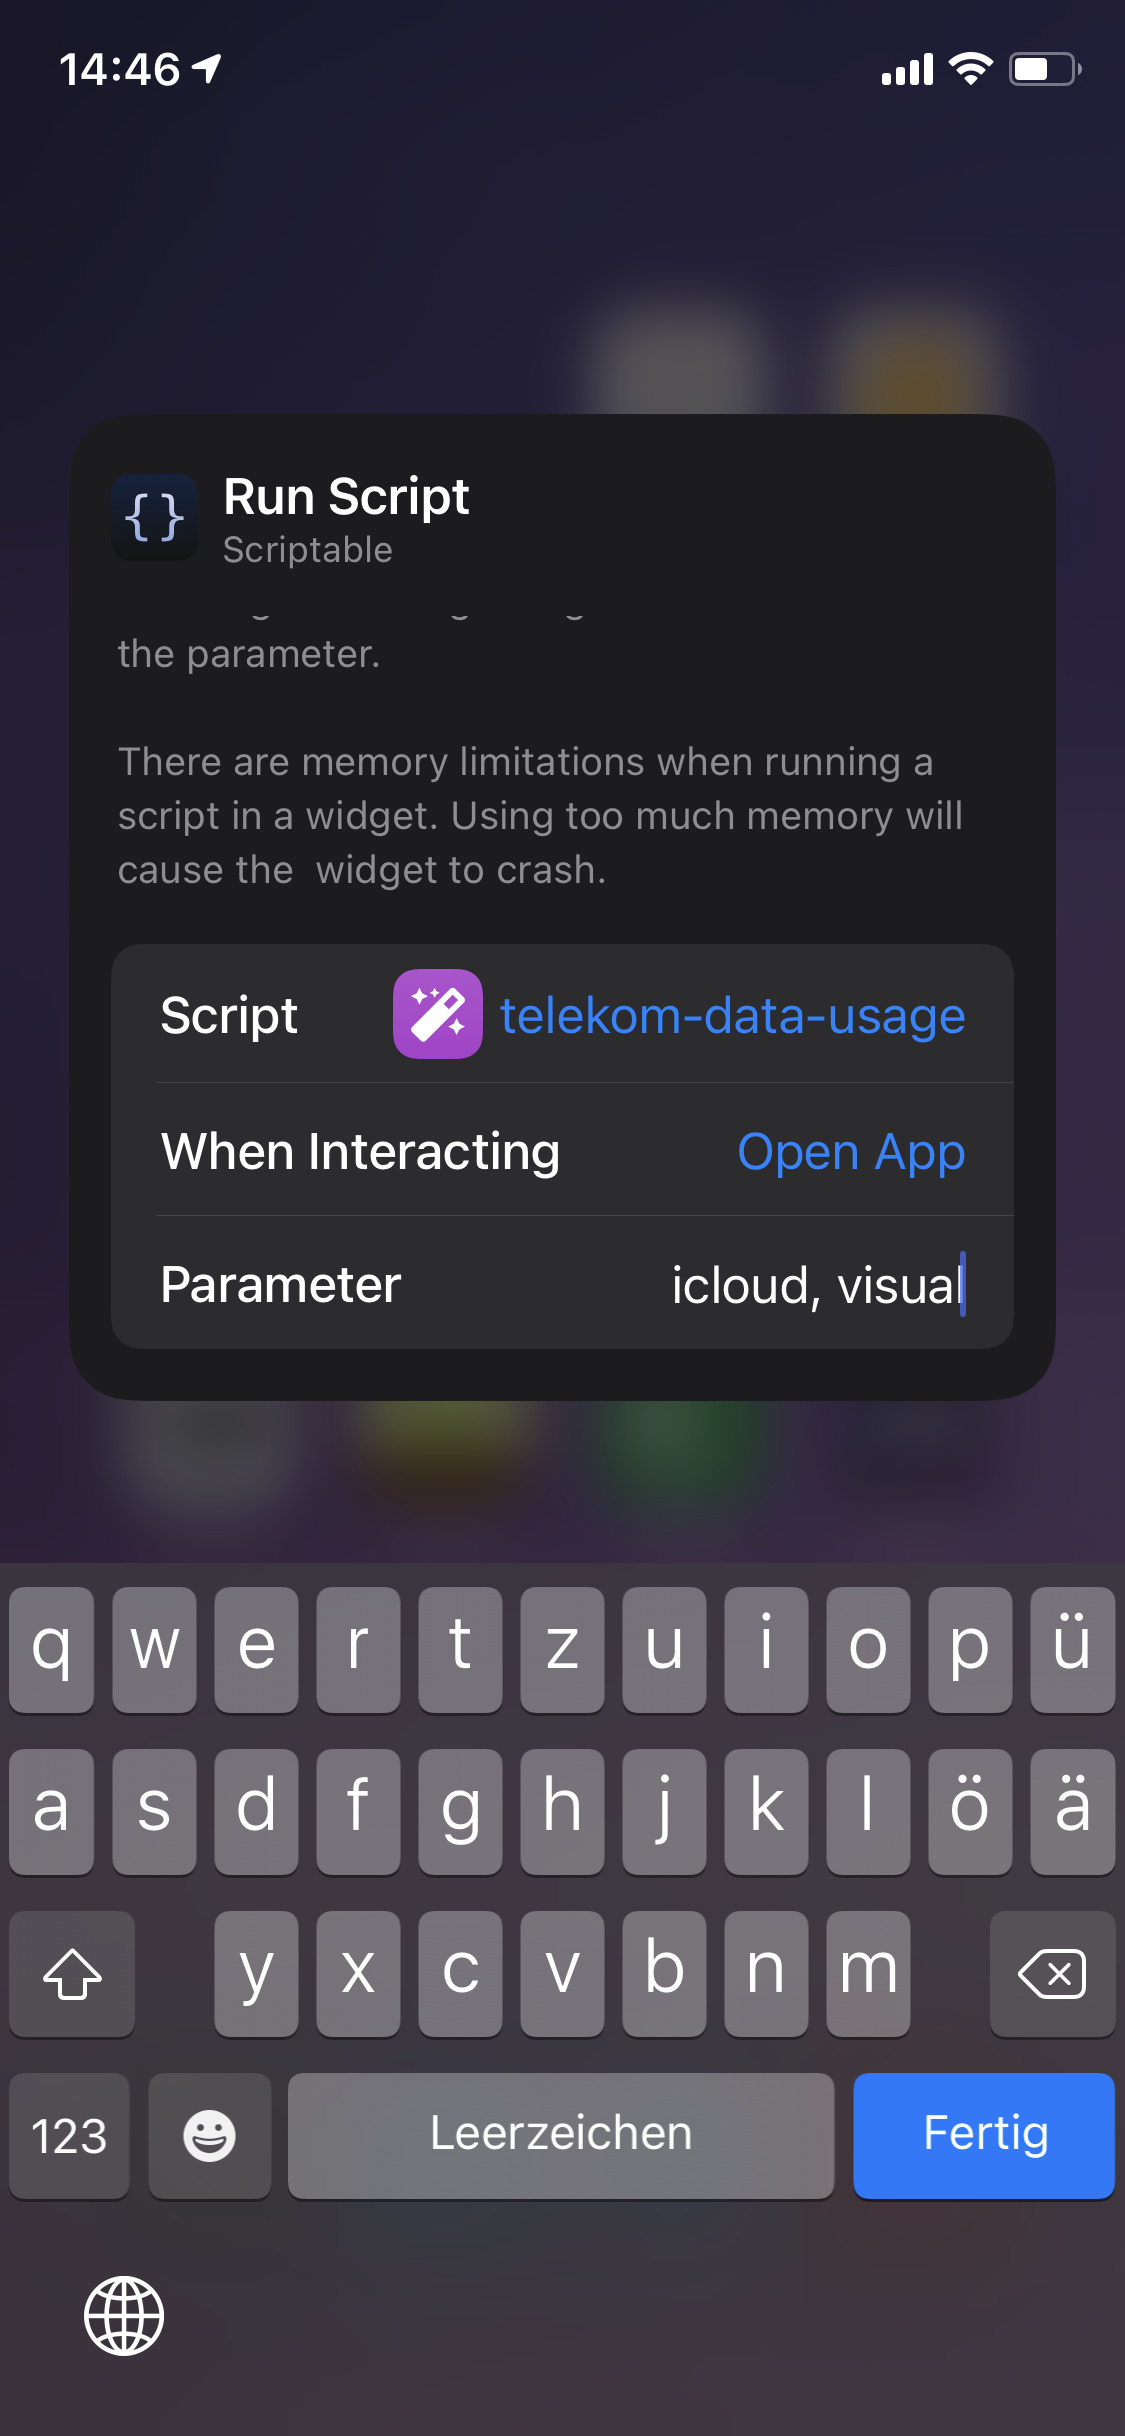 14:46
{}
Run Script
Scriptable
the parameter.
There are memory limitations when running a
script in a widget. Using too much memory will
cause the  widget to crash.
Script telekom-data-usage
When Interacting Open App
Parameter icloud, visual
q w e r t z u i o p ü
a s d f g h j k l ö ä
y x c v b n m
123 Leerzeichen Fertig